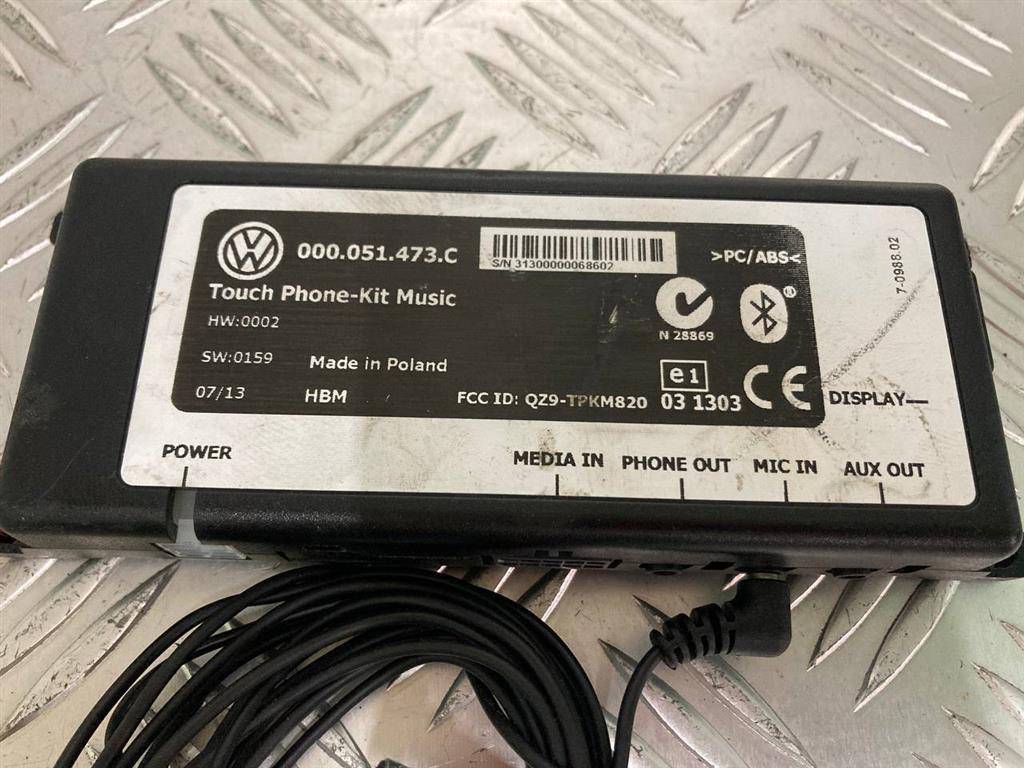 000.051.473.C
S/N 31300000068602
>PC/ABS<
7-0988.02
Touch Phone-Kit Music
HW:0002
N 28869
SW:0159
Made in Poland
e1
07/13
HBM
FCC ID: QZ9-TPKM820
03 1303
CE
DISPLAY
POWER
MEDIA IN
PHONE OUT
MIC IN
AUX OUT